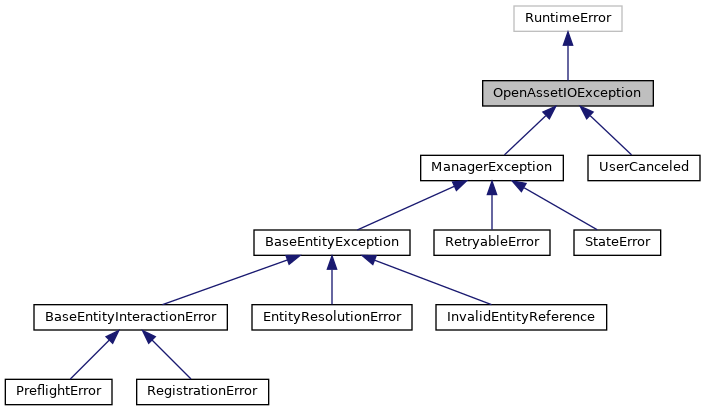 RuntimeError
OpenAssetIOException
ManagerException
UserCanceled
BaseEntityException
RetryableError
StateError
BaseEntityInteractionError
EntityResolutionError
InvalidEntityReference
PreflightError
RegistrationError